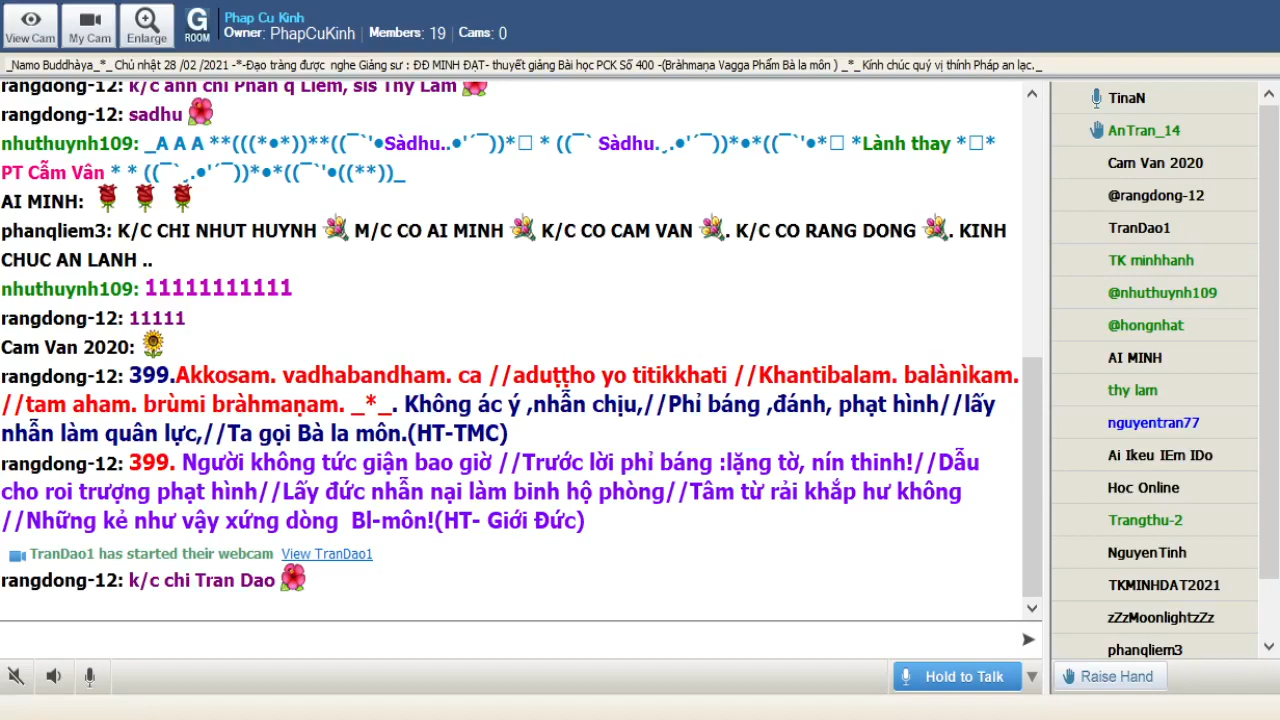 View Cam
My Cam
Enlarge
G
ROOM
Phap Cu Kinh
Owner: PhapCuKinh | Members: 19 | Cams: 0
_Namo Buddhàya_*_ Chủ nhật 28 /02 /2021 -*-Đạo tràng được nghe Giảng sư : ĐĐ MINH ĐẠT- thuyết giảng Bài học PCK Số 400 -(Bràhmaṇa Vagga Phẩm Bà la môn ) _*_Kính chúc quý vị thính Pháp an lạc._
rangdong-12: k/c anh chi Phan q Liem, sis Thy Lam
rangdong-12: sadhu
nhuthuynh109: _A A A **(((*•*))**((¯`'•Sàdhu..•'´¯))*□ * ((¯` Sàdhu.¸.•'´¯))*•*((¯`'•*□ *Lành thay *□*
PT Cẩm Vân * * ((¯`¸.•'´¯))*•*((¯`'•((**))_
AI MINH:
phanqliem3: K/C CHI NHUT HUYNH M/C CO AI MINH K/C CO CAM VAN . K/C CO RANG DONG . KINH
CHUC AN LANH ..
nhuthuynh109: 11111111111
rangdong-12: 11111
Cam Van 2020:
rangdong-12: 399.Akkosam. vadhabandham. ca //aduṭṭho yo titikkhati //Khantibalam. balànìkam.
//tam aham. brùmi bràhmaṇam. _*_. Không ác ý ,nhẫn chịu,//Phỉ báng ,đánh, phạt hình//lấy
nhẫn làm quân lực,//Ta gọi Bà la môn.(HT-TMC)
rangdong-12: 399. Người không tức giận bao giờ //Trước lời phỉ báng :lặng tờ, nín thinh!//Dẫu
cho roi trượng phạt hình//Lấy đức nhẫn nại làm binh hộ phòng//Tâm từ rải khắp hư không
//Những kẻ như vậy xứng dòng Bl-môn!(HT- Giới Đức)
TranDao1 has started their webcam View TranDao1
rangdong-12: k/c chi Tran Dao
Hold to Talk
TinaN
AnTran_14
Cam Van 2020
@rangdong-12
TranDao1
TK minhhanh
@nhuthuynh109
@hongnhat
AI MINH
thy lam
nguyentran77
Ai Ikeu IEm IDo
Hoc Online
Trangthu-2
NguyenTinh
TKMINHDAT2021
zZzMoonlightzZz
phanqliem3
Raise Hand